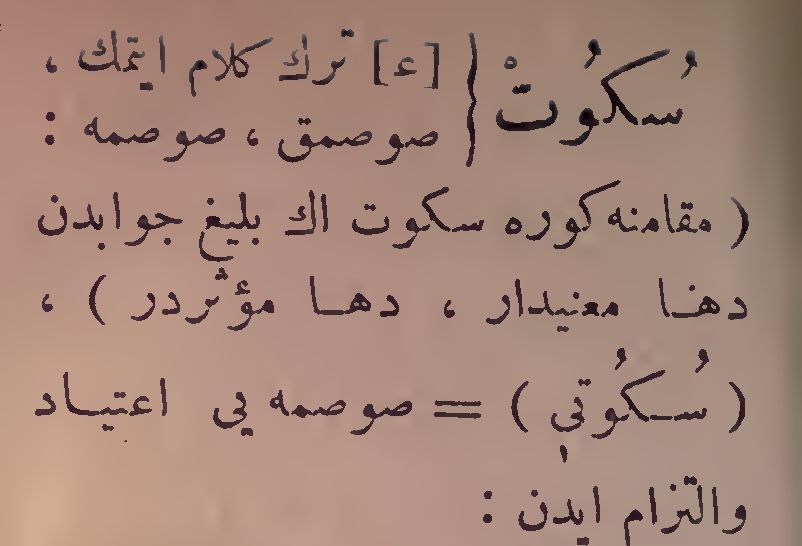 سُكُوتْ { [ع] ترك كلام ايتمك ،
صوصمق ، صوصمه :
( مقامنه كوره سكوت اك بليغ جوابدن
دها معنيدار ، دها مؤثردر ) ،
( سُكُوتِى ) = صوصمه يى اعتياد
والتزام ايدن :